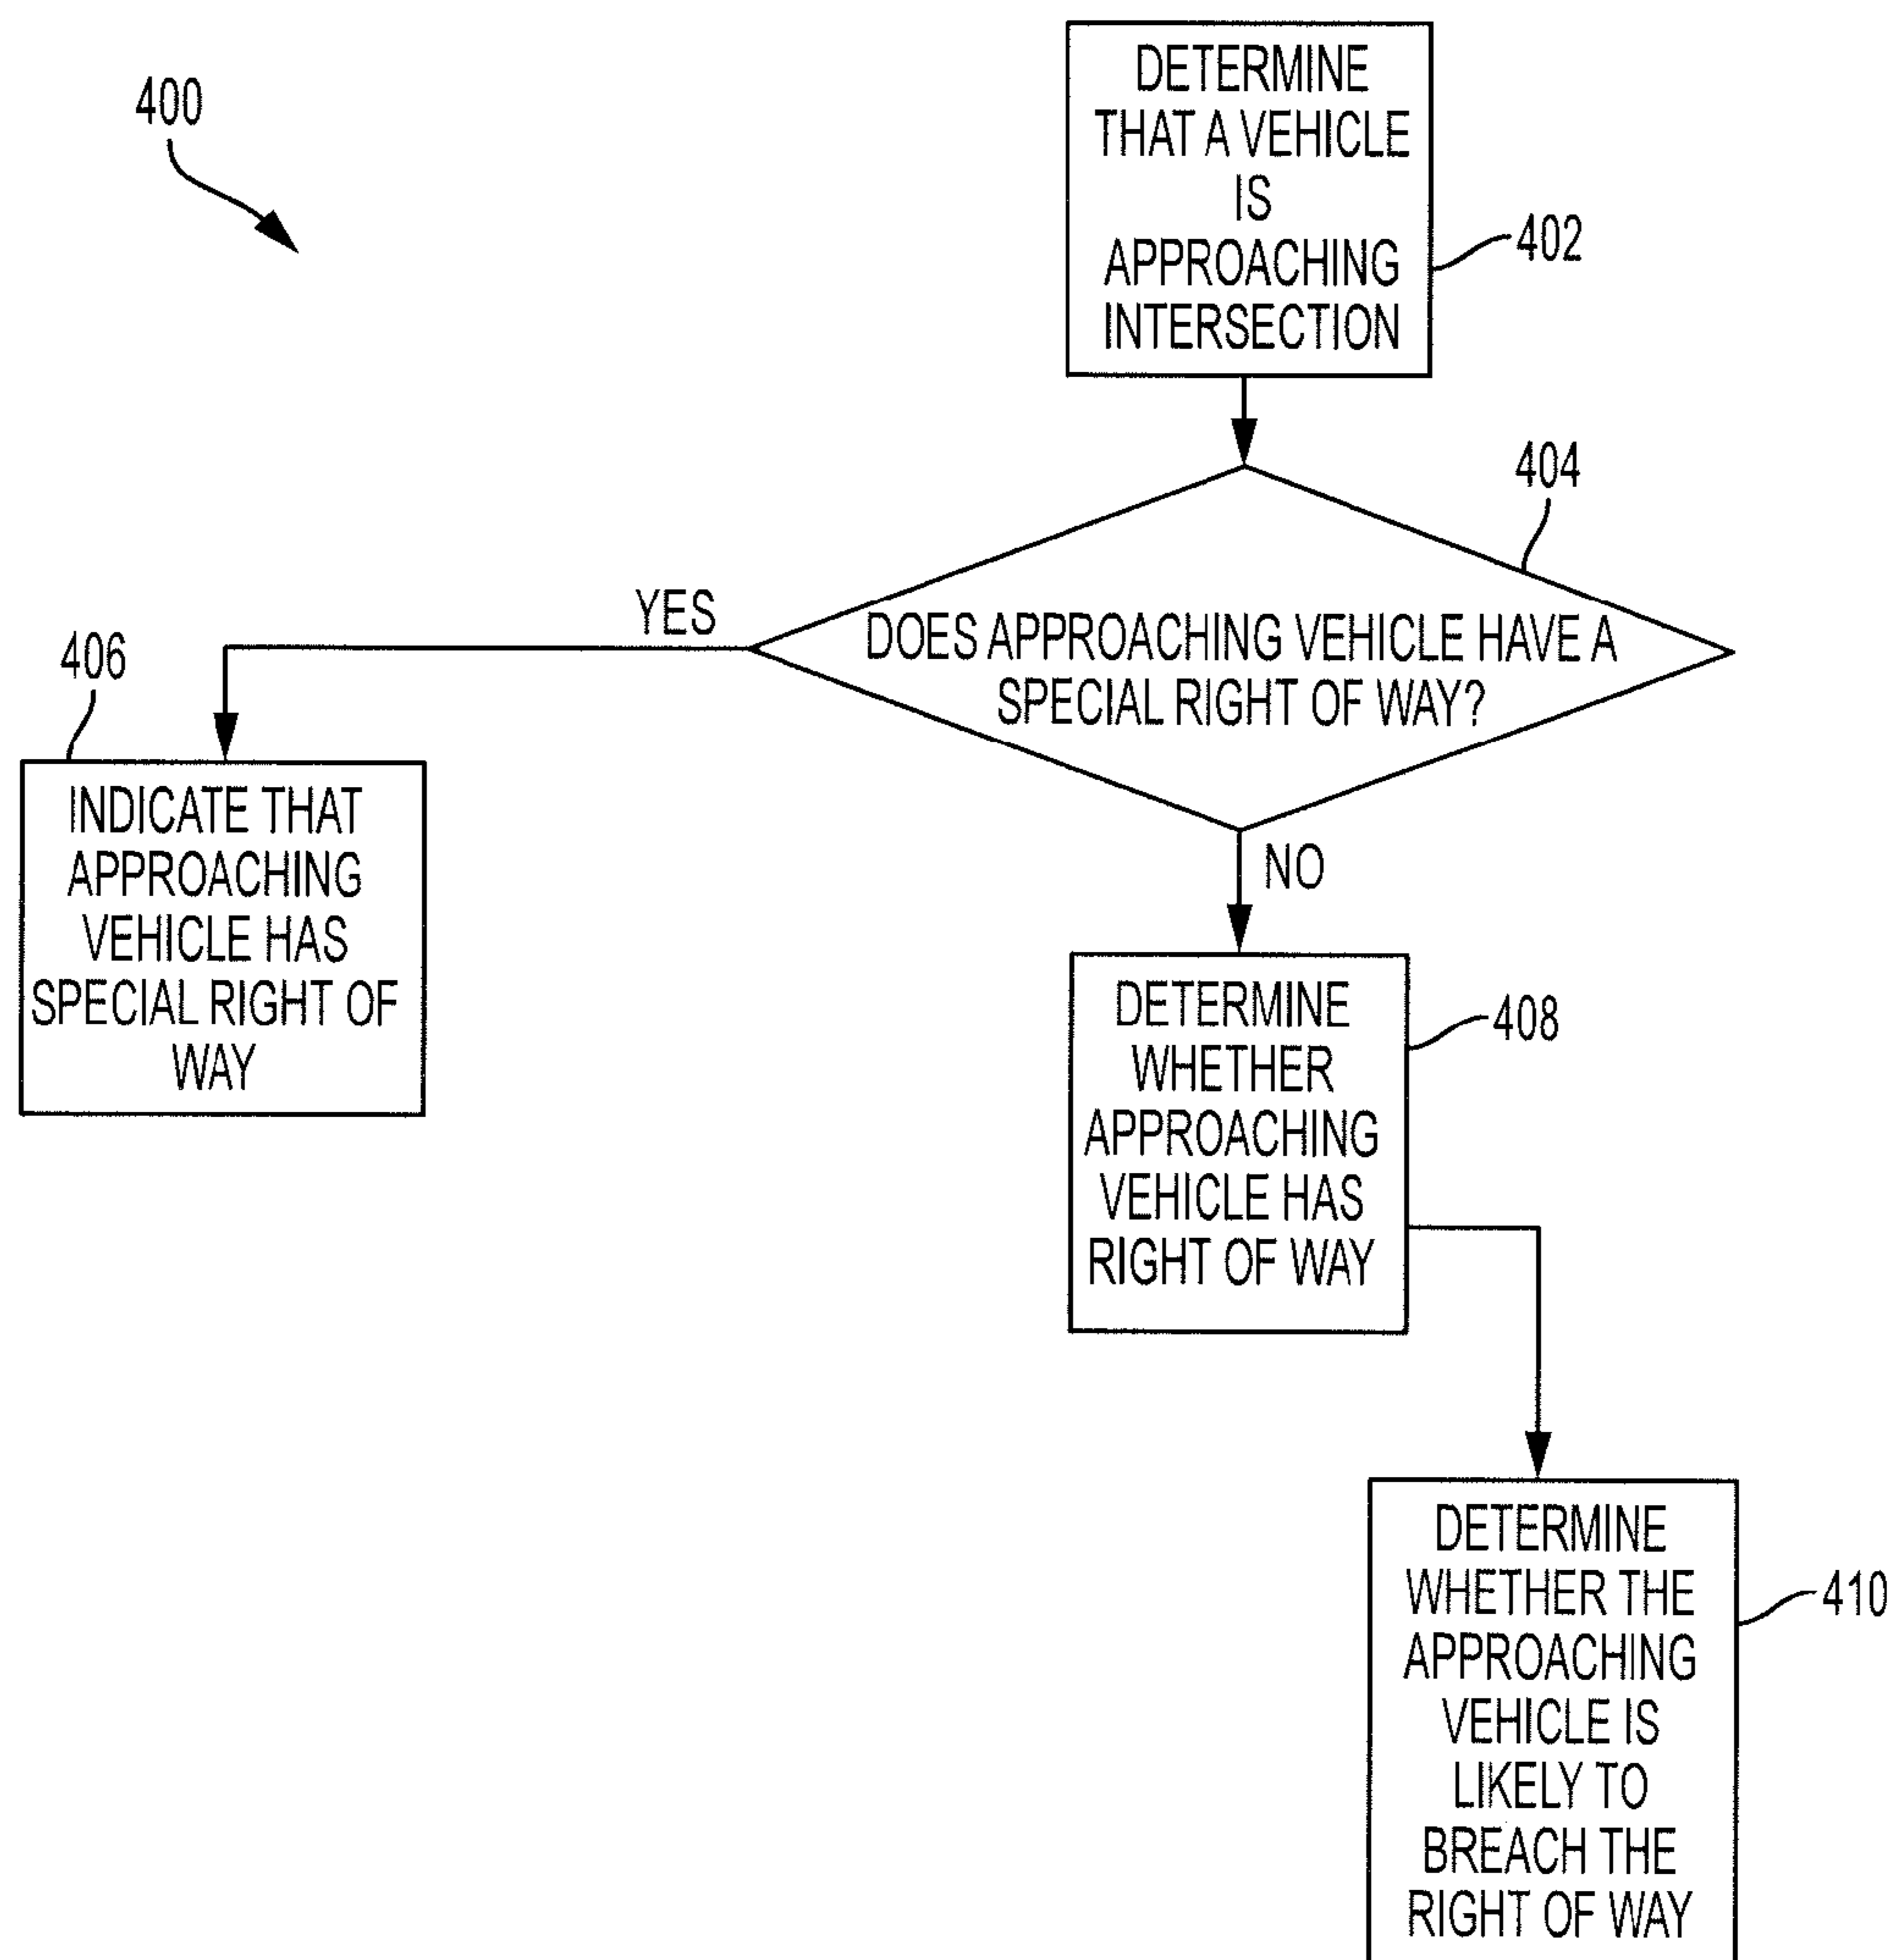 400
DETERMINE
THAT A VEHICLE
IS
APPROACHING
INTERSECTION
402
404
DOES APPROACHING VEHICLE HAVE A
SPECIAL RIGHT OF WAY?
YES
406
INDICATE THAT
APPROACHING
VEHICLE HAS
SPECIAL RIGHT OF
WAY
NO
DETERMINE
WHETHER
APPROACHING
VEHICLE HAS
RIGHT OF WAY
408
DETERMINE
WHETHER THE
APPROACHING
VEHICLE IS
LIKELY TO
BREACH THE
RIGHT OF WAY
410